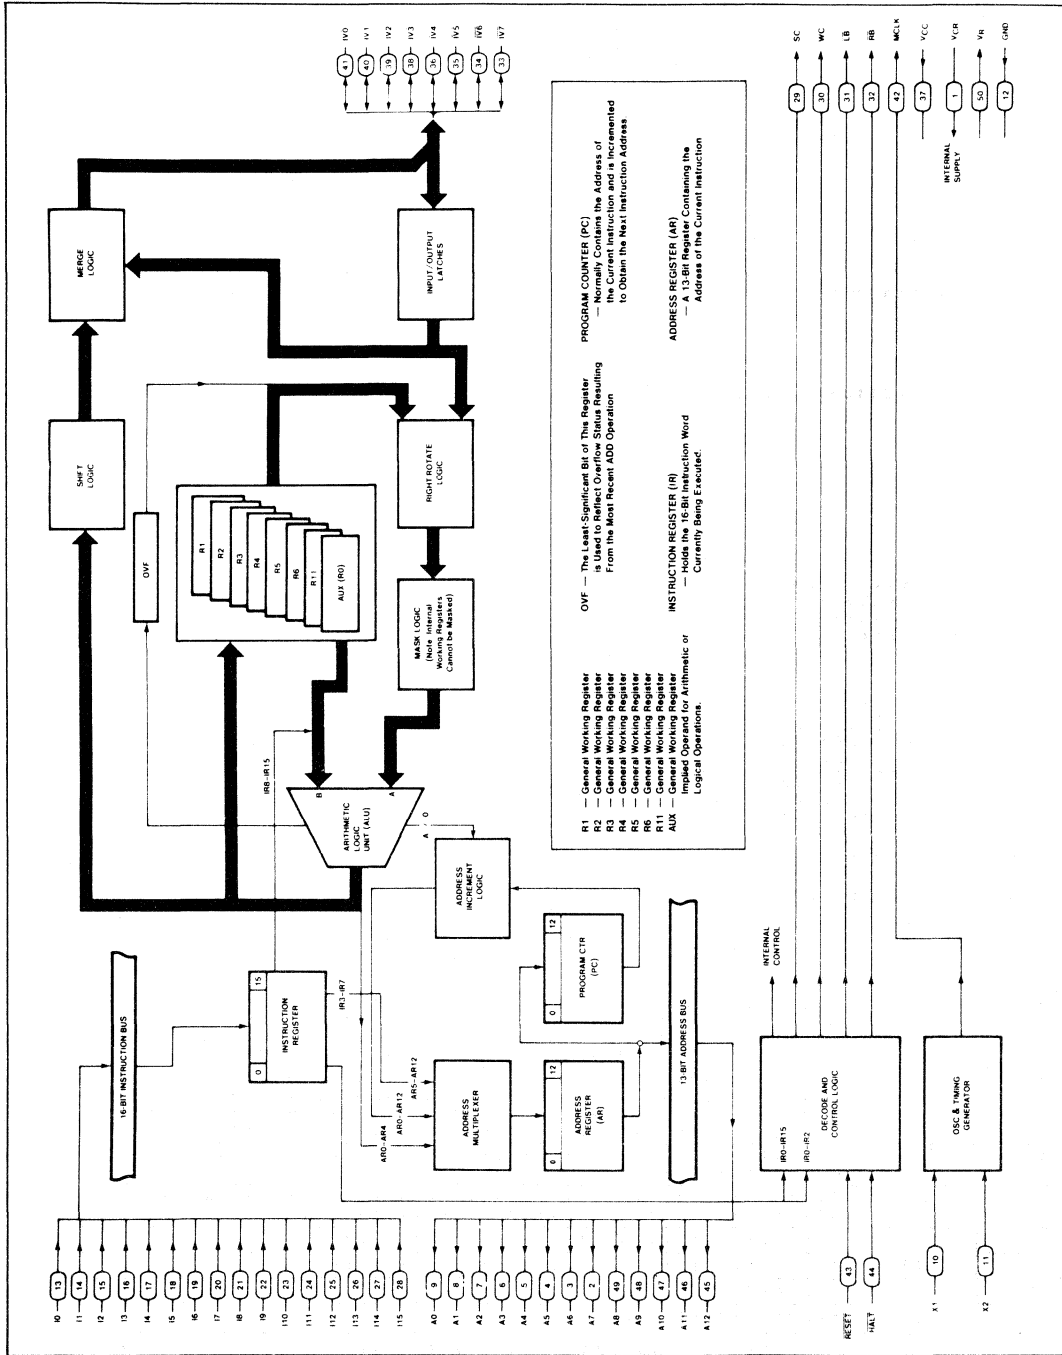 I0 13
I1 14
I2 15
I3 16
I4 17
I5 18
I6 19
I7 20
I8 21
I9 22
I10 23
I11 24
I12 25
I13 26
I14 27
I15 28
A0 9
A1 8
A2 7
A3 6
A4 5
A5 4
A6 3
A7 2
A8 49
A9 48
A10 47
A11 46
A12 45
RESET 43
HALT 44
X1 10
X2 11
16-BIT INSTRUCTION BUS
0 15
INSTRUCTION
REGISTER
IR8-IR15
IR3-IR7
AR5-AR12
AR0-AR12
AR0-AR4
ADDRESS
MULTIPLEXER
0 12
ADDRESS
REGISTER
(AR)
0 12
PROGRAM CTR
(PC)
ADDRESS
INCREMENT
LOGIC
13-BIT ADDRESS BUS
ARITHMETIC
LOGIC
UNIT (ALU)
B
A
A 0
OVF
R1
R2
R3
R4
R5
R6
R11
AUX (R0)
MASK LOGIC
(Note Internal
Working Registers
Cannot be Masked)
RIGHT ROTATE
LOGIC
SHIFT
LOGIC
MERGE
LOGIC
INPUT/OUTPUT
LATCHES
41 IV0
40 IV1
39 IV2
38 IV3
36 IV4
35 IV5
34 IV6
33 IV7
R1 — General Working Register
R2 — General Working Register
R3 — General Working Register
R4 — General Working Register
R5 — General Working Register
R6 — General Working Register
R11 — General Working Register
AUX — General Working Register
Implied Operand for Arithmetic or
Logical Operations.
OVF — The Least-Significant Bit of This Register
is Used to Reflect Overflow Status Resulting
From the Most Recent ADD Operation
INSTRUCTION REGISTER (IR)
— Holds the 16-Bit Instruction Word
Currently Being Executed.
PROGRAM COUNTER (PC)
— Normally Contains the Address of
the Current Instruction and is Incremented
to Obtain the Next Instruction Address
ADDRESS REGISTER (AR)
— A 13-Bit Register Containing the
Address of the Current Instruction
IR0-IR15
IR0-IR2
DECODE AND
CONTROL LOGIC
INTERNAL
CONTROL
OSC & TIMING
GENERATOR
29 SC
30 WC
31 LB
32 RB
42 MCLK
37 VCC
INTERNAL
SUPPLY
1 VCR
50 VR
12 GND